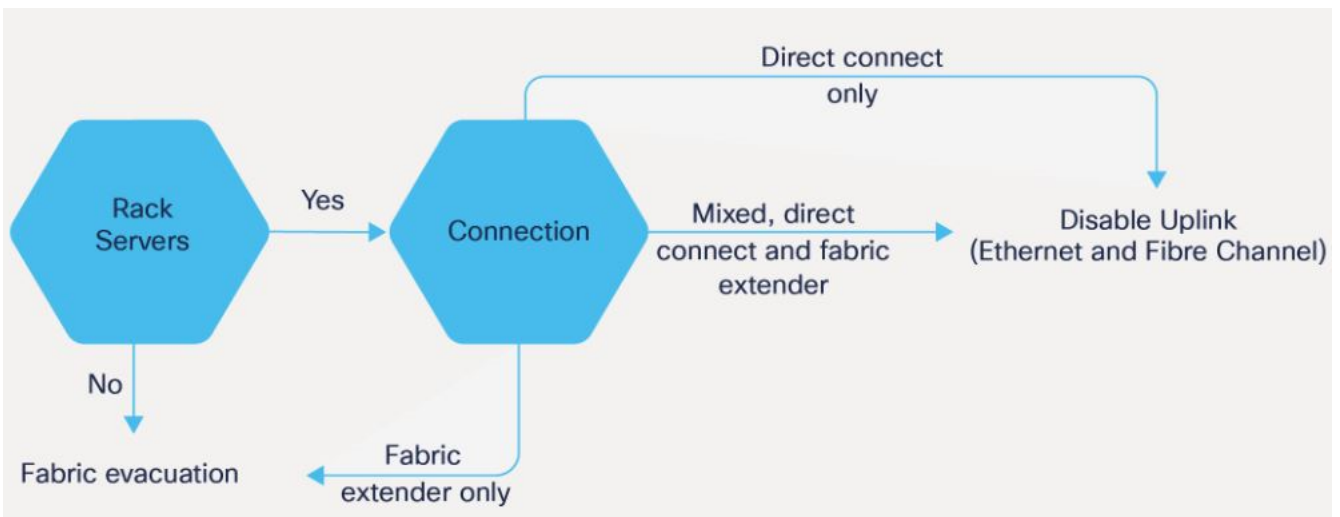 Direct connect
only
Rack
Servers
Yes
Connection
Mixed, direct
connect and fabric
extender
Disable Uplink
(Ethernet and Fibre Channel)
No
Fabric evacuation
Fabric
extender only